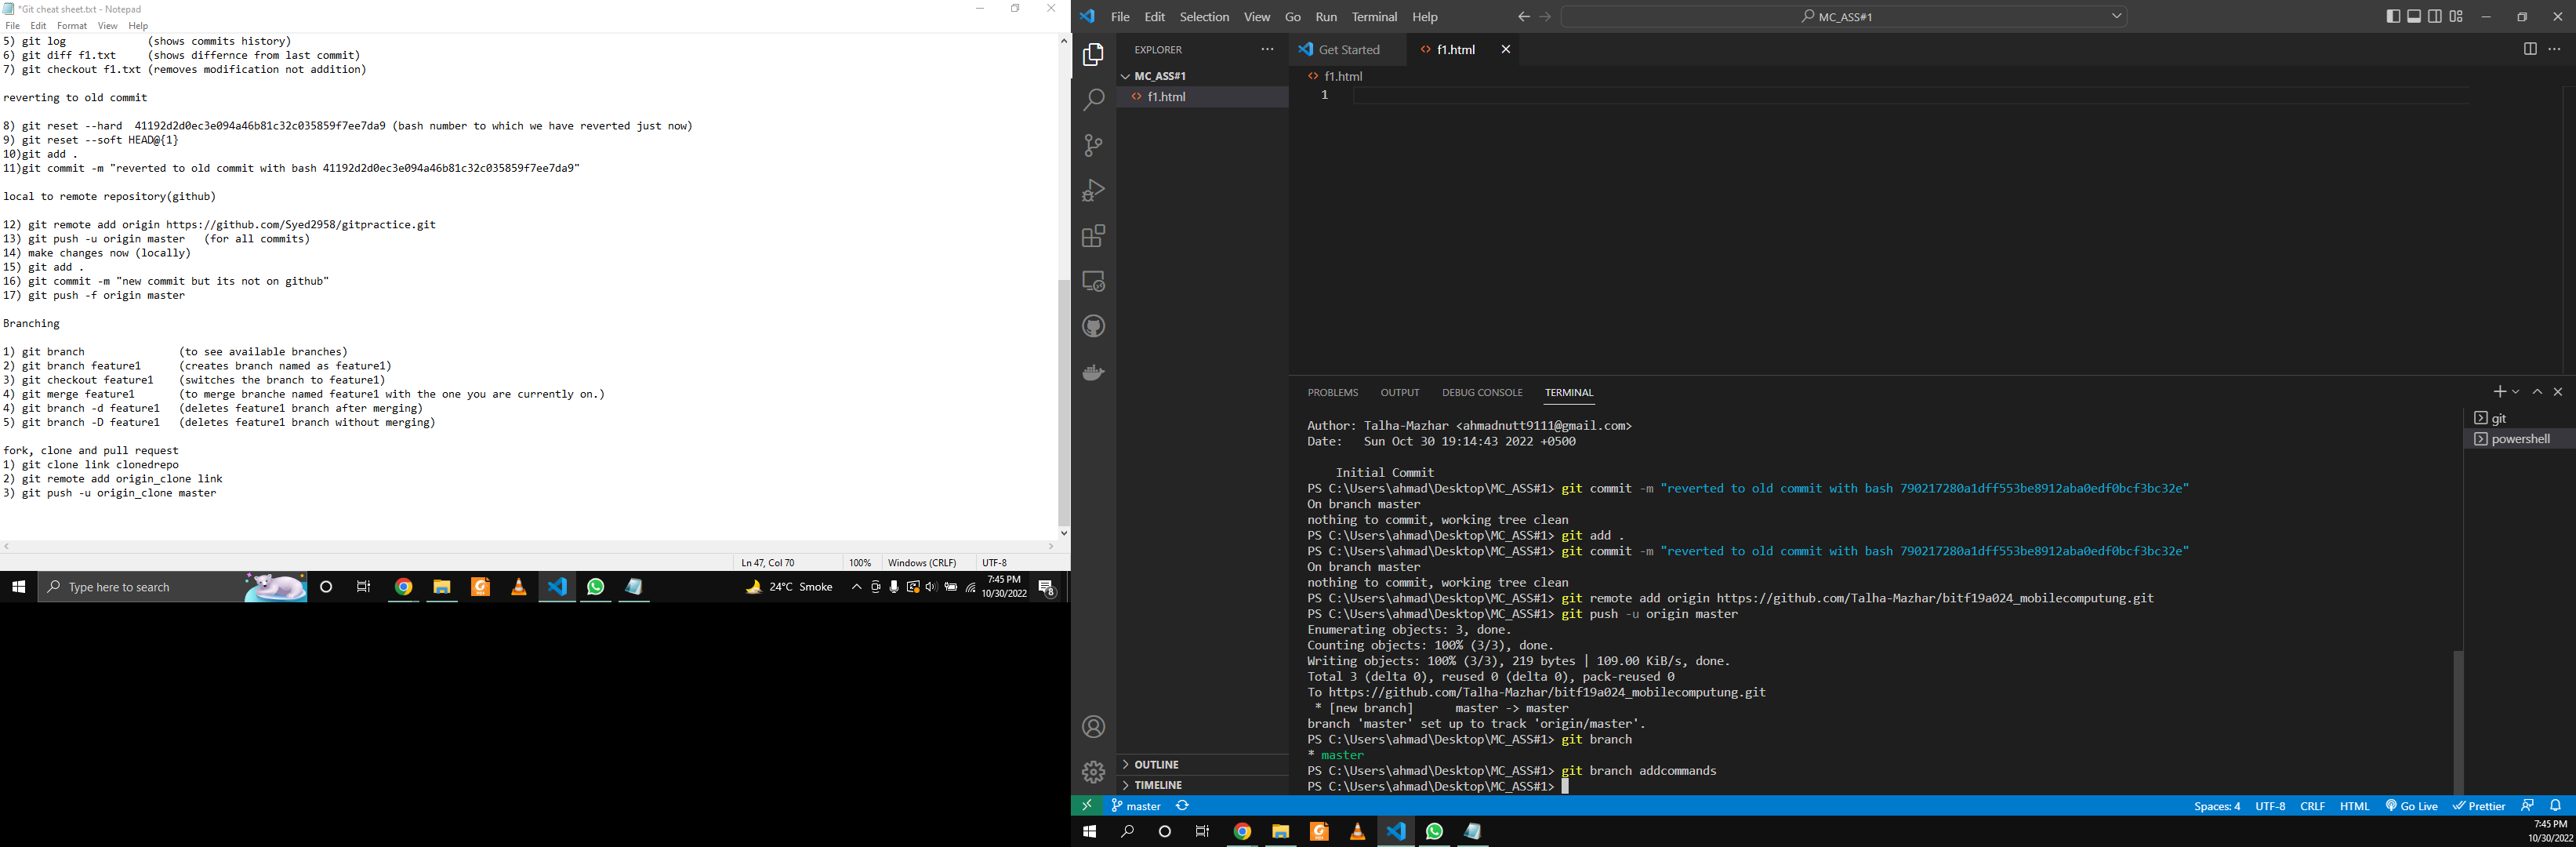 *Git cheat sheet.txt - Notepad
File Edit Format View Help
5) git log (shows commits history)
6) git diff f1.txt (shows differnce from last commit)
7) git checkout f1.txt (removes modification not addition)
reverting to old commit
8) git reset --hard 41192d2d0ec3e094a46b81c32c035859f7ee7da9 (bash number to which we have reverted just now)
9) git reset --soft HEAD@{1}
10)git add .
11)git commit -m "reverted to old commit with bash 41192d2d0ec3e094a46b81c32c035859f7ee7da9"
local to remote repository(github)
12) git remote add origin https://github.com/Syed2958/gitpractice.git
13) git push -u origin master (for all commits)
14) make changes now (locally)
15) git add .
16) git commit -m "new commit but its not on github"
17) git push -f origin master
Branching
1) git branch (to see available branches)
2) git branch feature1 (creates branch named as feature1)
3) git checkout feature1 (switches the branch to feature1)
4) git merge feature1 (to merge branche named feature1 with the one you are currently on.)
4) git branch -d feature1 (deletes feature1 branch after merging)
5) git branch -D feature1 (deletes feature1 branch without merging)
fork, clone and pull request
1) git clone link clonedrepo
2) git remote add origin_clone link
3) git push -u origin_clone master
Ln 47, Col 70 100% Windows (CRLF) UTF-8
Type here to search
24°C Smoke
7:45 PM
10/30/2022
8
File Edit Selection View Go Run Terminal Help
MC_ASS#1
EXPLORER
MC_ASS#1
f1.html
OUTLINE
TIMELINE
Get Started
f1.html
f1.html
1
PROBLEMS OUTPUT DEBUG CONSOLE TERMINAL
Author: Talha-Mazhar <ahmadnutt9111@gmail.com>
Date: Sun Oct 30 19:14:43 2022 +0500
Initial Commit
PS C:\Users\ahmad\Desktop\MC_ASS#1> git commit -m "reverted to old commit with bash 790217280a1dff553be8912aba0edf0bcf3bc32e"
On branch master
nothing to commit, working tree clean
PS C:\Users\ahmad\Desktop\MC_ASS#1> git add .
PS C:\Users\ahmad\Desktop\MC_ASS#1> git commit -m "reverted to old commit with bash 790217280a1dff553be8912aba0edf0bcf3bc32e"
On branch master
nothing to commit, working tree clean
PS C:\Users\ahmad\Desktop\MC_ASS#1> git remote add origin https://github.com/Talha-Mazhar/bitf19a024_mobilecomputung.git
PS C:\Users\ahmad\Desktop\MC_ASS#1> git push -u origin master
Enumerating objects: 3, done.
Counting objects: 100% (3/3), done.
Writing objects: 100% (3/3), 219 bytes | 109.00 KiB/s, done.
Total 3 (delta 0), reused 0 (delta 0), pack-reused 0
To https://github.com/Talha-Mazhar/bitf19a024_mobilecomputung.git
* [new branch] master -> master
branch 'master' set up to track 'origin/master'.
PS C:\Users\ahmad\Desktop\MC_ASS#1> git branch
* master
PS C:\Users\ahmad\Desktop\MC_ASS#1> git branch addcommands
PS C:\Users\ahmad\Desktop\MC_ASS#1>
git
powershell
master
Spaces: 4 UTF-8 CRLF HTML Go Live Prettier
7:45 PM
10/30/2022